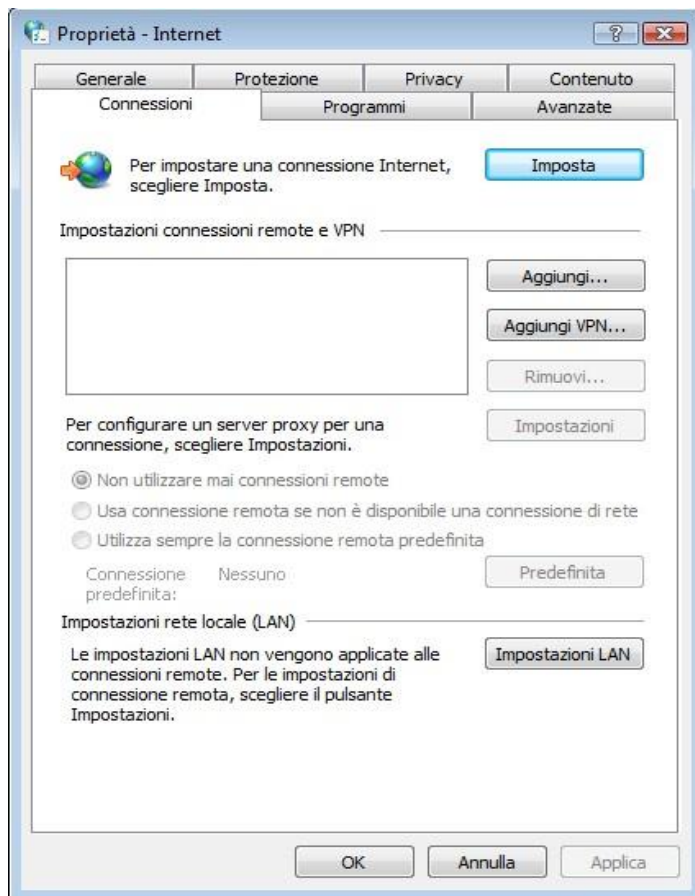 Proprietà - Internet
Generale
Protezione
Privacy
Contenuto
Connessioni
Programmi
Avanzate
Per impostare una connessione Internet,
scegliere Imposta.
Imposta
Impostazioni connessioni remote e VPN
Aggiungi...
Aggiungi VPN...
Rimuovi...
Per configurare un server proxy per una
connessione, scegliere Impostazioni.
Impostazioni
Non utilizzare mai connessioni remote
Usa connessione remota se non è disponibile una connessione di rete
Utilizza sempre la connessione remota predefinita
Connessione
predefinita:
Nessuno
Predefinita
Impostazioni rete locale (LAN)
Le impostazioni LAN non vengono applicate alle
connessioni remote. Per le impostazioni di
connessione remota, scegliere il pulsante
Impostazioni.
Impostazioni LAN
OK
Annulla
Applica